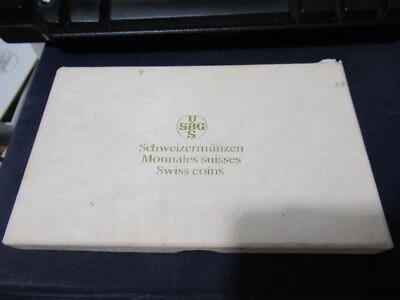 U
SBG
S
Schweizermünzen
Monnaies suisses
Swiss coins